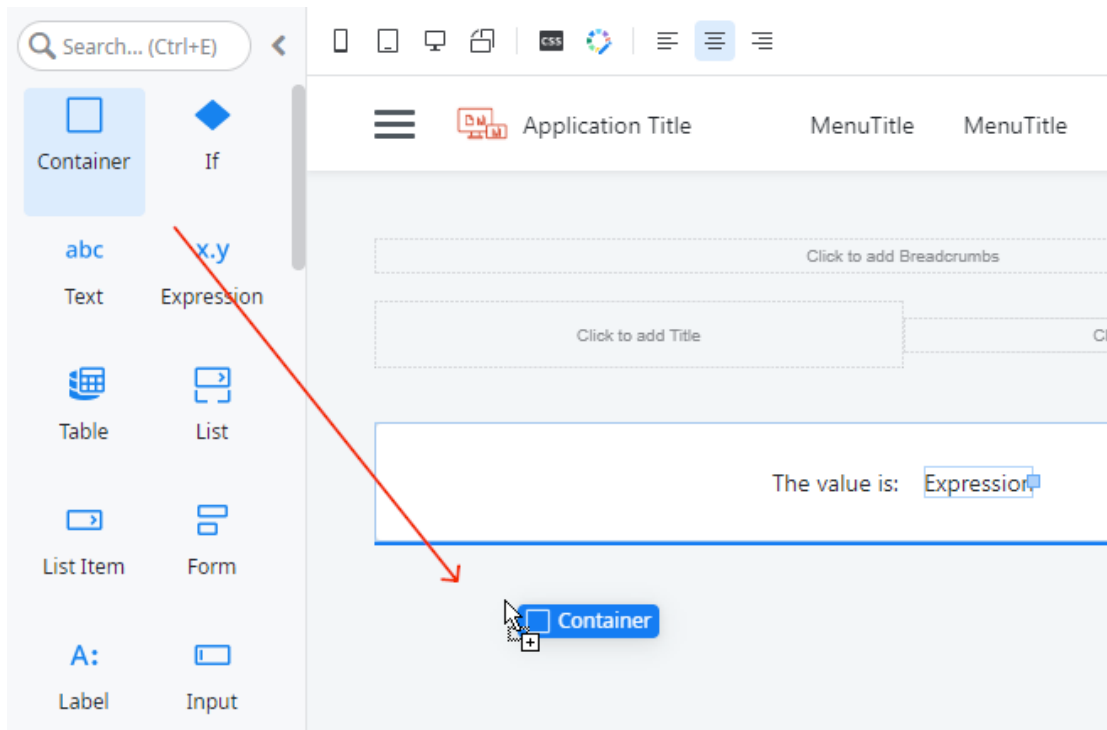 Search... (Ctrl+E)
css
Container
If
abc
x.y
Text
Expression
Table
List
List Item
Form
A:
Label
Input
Application Title
MenuTitle
MenuTitle
Click to add Breadcrumbs
Click to add Title
Cl
The value is:
Expression
Container